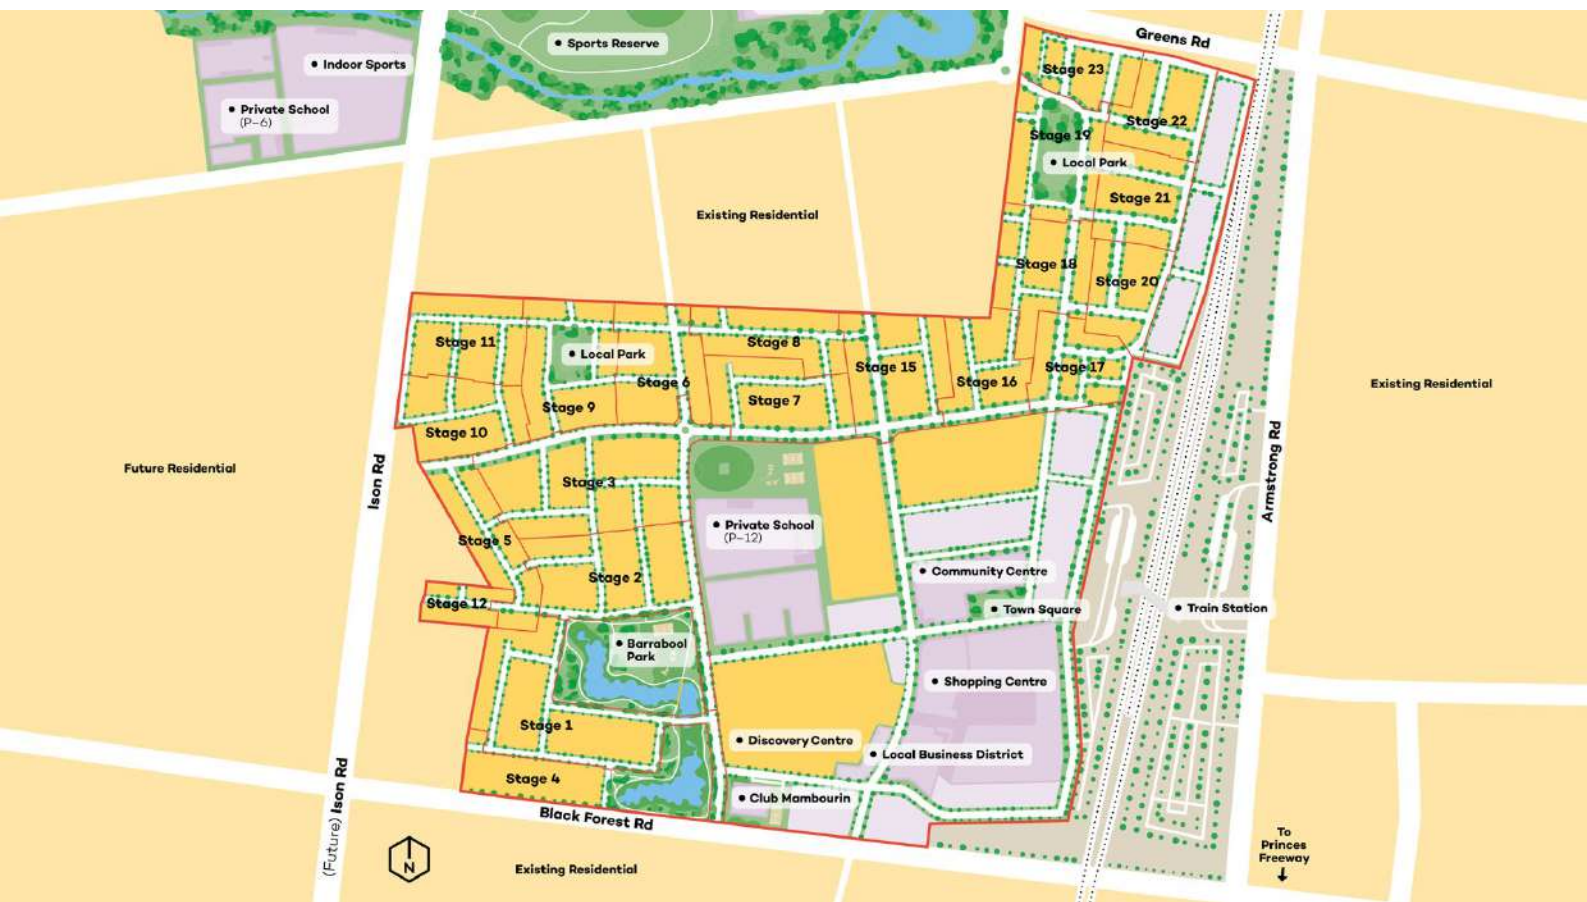 Greens Rd
Sports Reserve
Indoor Sports
Stage 23
Private School
(P–6)
Stage 22
Stage 19
Local Park
Stage 21
Existing Residential
Stage 18
Stage 20
Stage 11
Stage 8
Local Park
Stage 15
Stage 17
Stage 6
Stage 16
Existing Residential
Stage 7
Stage 9
Stage 10
Future Residential
Ison Rd
Armstrong Rd
Stage 3
Private School
(P–12)
Stage 5
Community Centre
Stage 2
Stage 12
Town Square
Train Station
Barrabool
Park
Shopping Centre
Stage 1
Discovery Centre
Local Business District
Stage 4
Club Mambourin
(Future) Ison Rd
Black Forest Rd
To
Princes
Freeway
N
Existing Residential